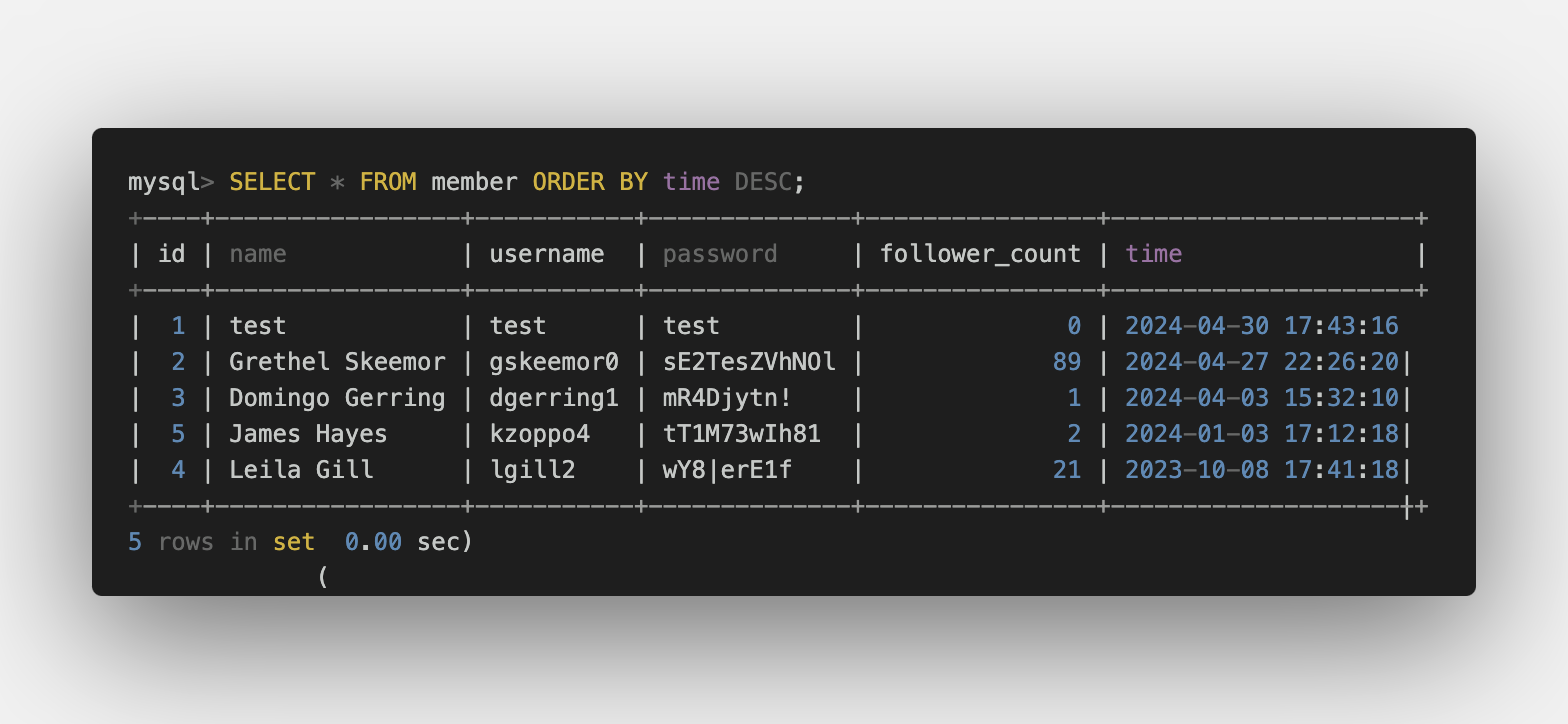 mysql> SELECT * FROM member ORDER BY time DESC;
+----+-----------------+-----------+--------------+----------------+---------------------+
| id | name            | username  | password     | follower_count | time                |
+----+-----------------+-----------+--------------+----------------+---------------------+
|  1 | test            | test      | test         |              0 | 2024-04-30 17:43:16
|  2 | Grethel Skeemor | gskeemor0 | sE2TesZVhNOl |             89 | 2024-04-27 22:26:20|
|  3 | Domingo Gerring | dgerring1 | mR4Djytn!    |              1 | 2024-04-03 15:32:10|
|  5 | James Hayes     | kzoppo4   | tT1M73wIh81  |              2 | 2024-01-03 17:12:18|
|  4 | Leila Gill      | lgill2    | wY8|erE1f    |             21 | 2023-10-08 17:41:18|
+----+-----------------+-----------+--------------+----------------+--------------------|+
5 rows in set  0.00 sec)
(